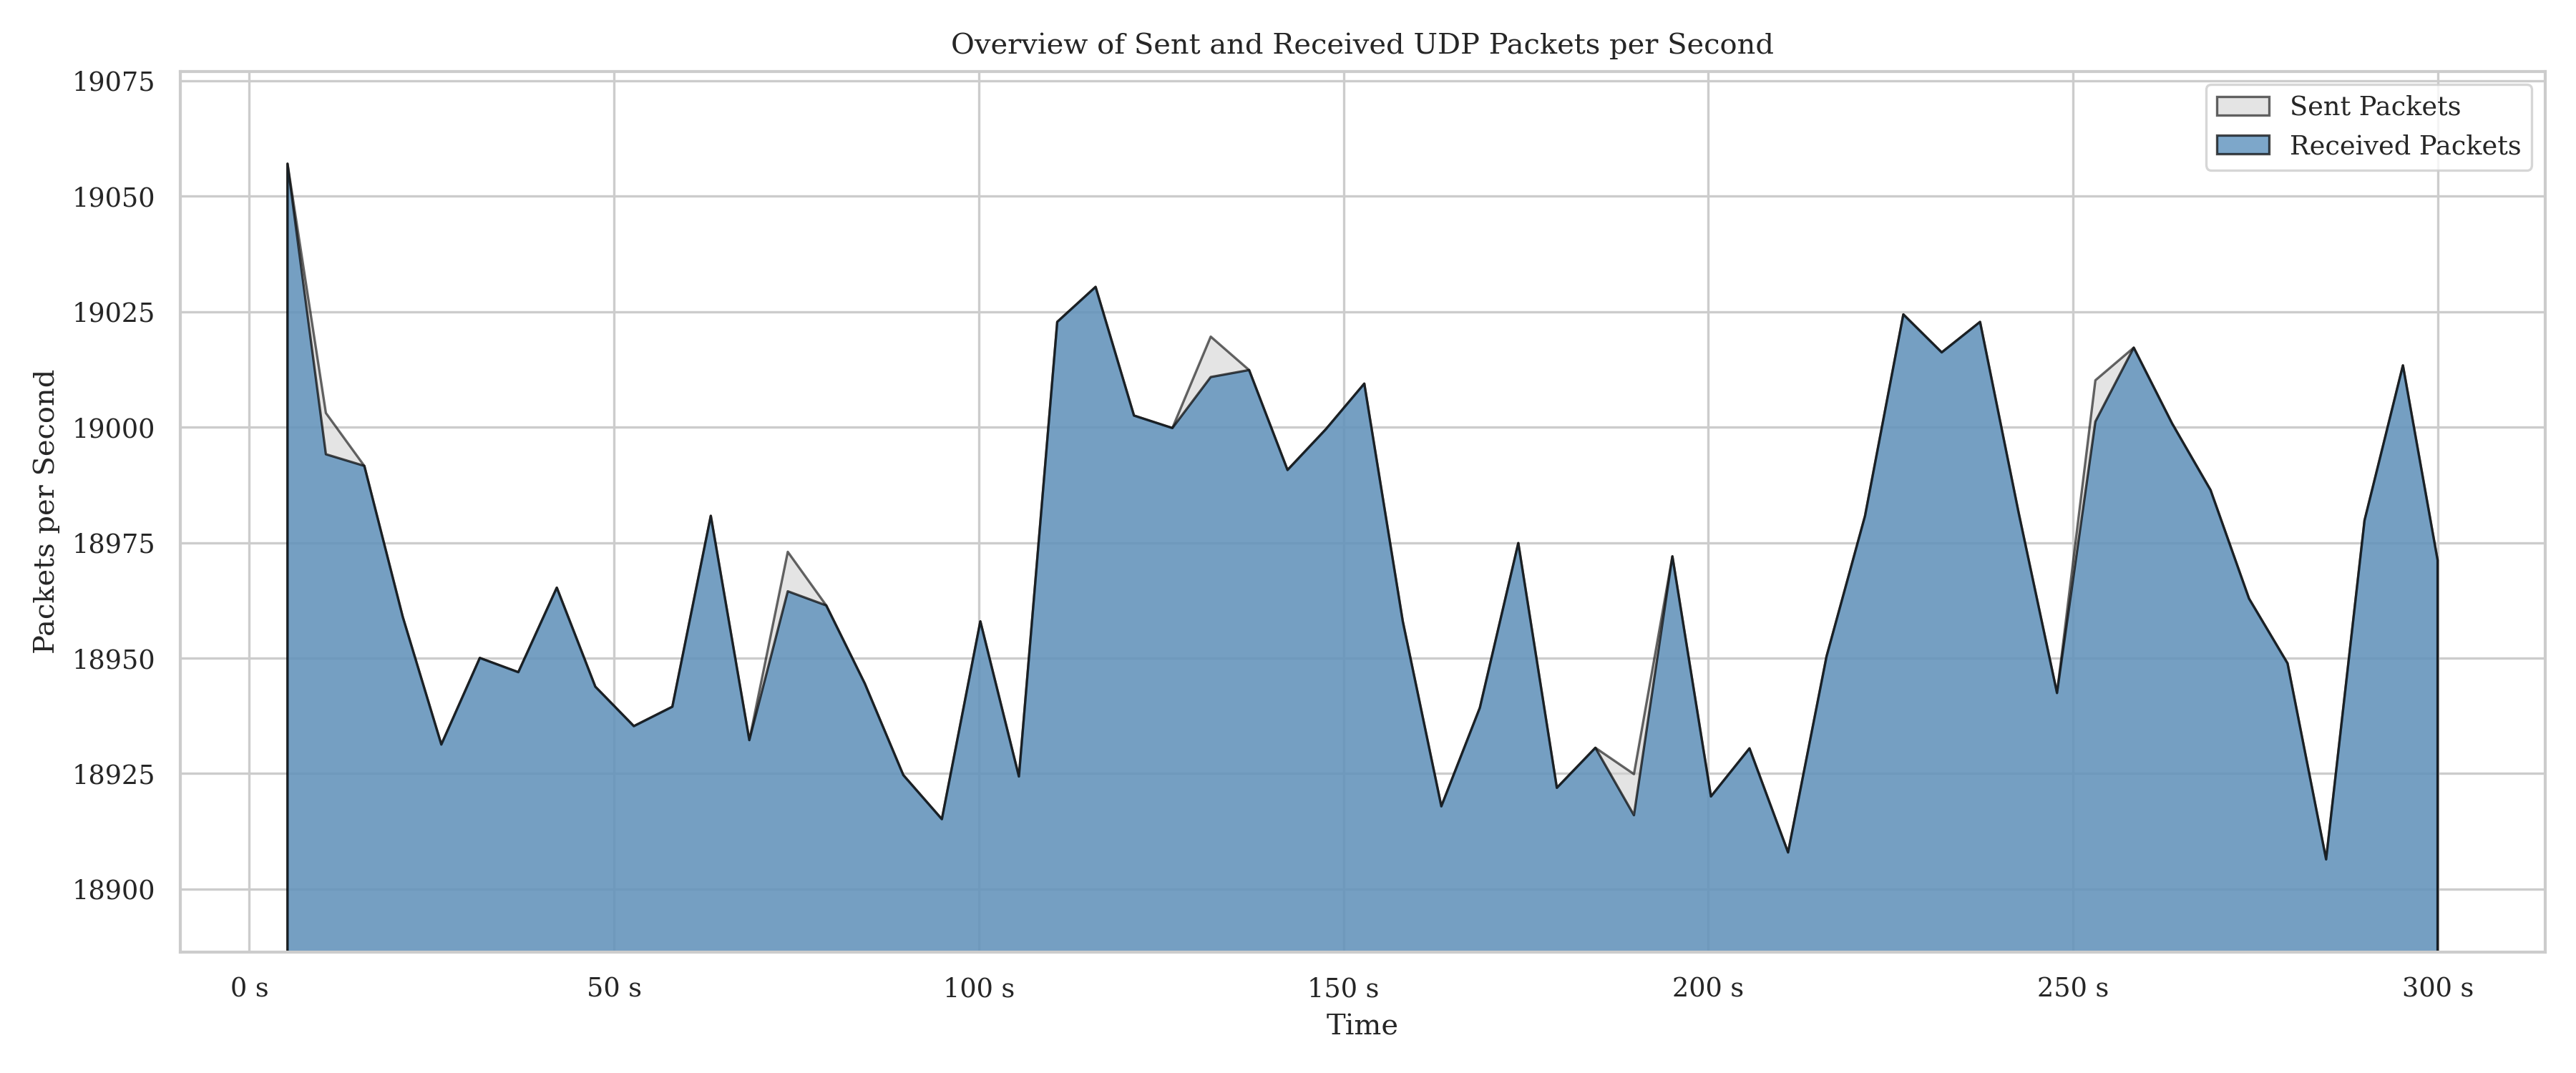 Overview of Sent and Received UDP Packets per Second
19075
19050
19025
19000
18975
18950
18925
18900
Packets per Second
Sent Packets
Received Packets
0 s
50 s
100 s
150 s
200 s
250 s
300 s
Time